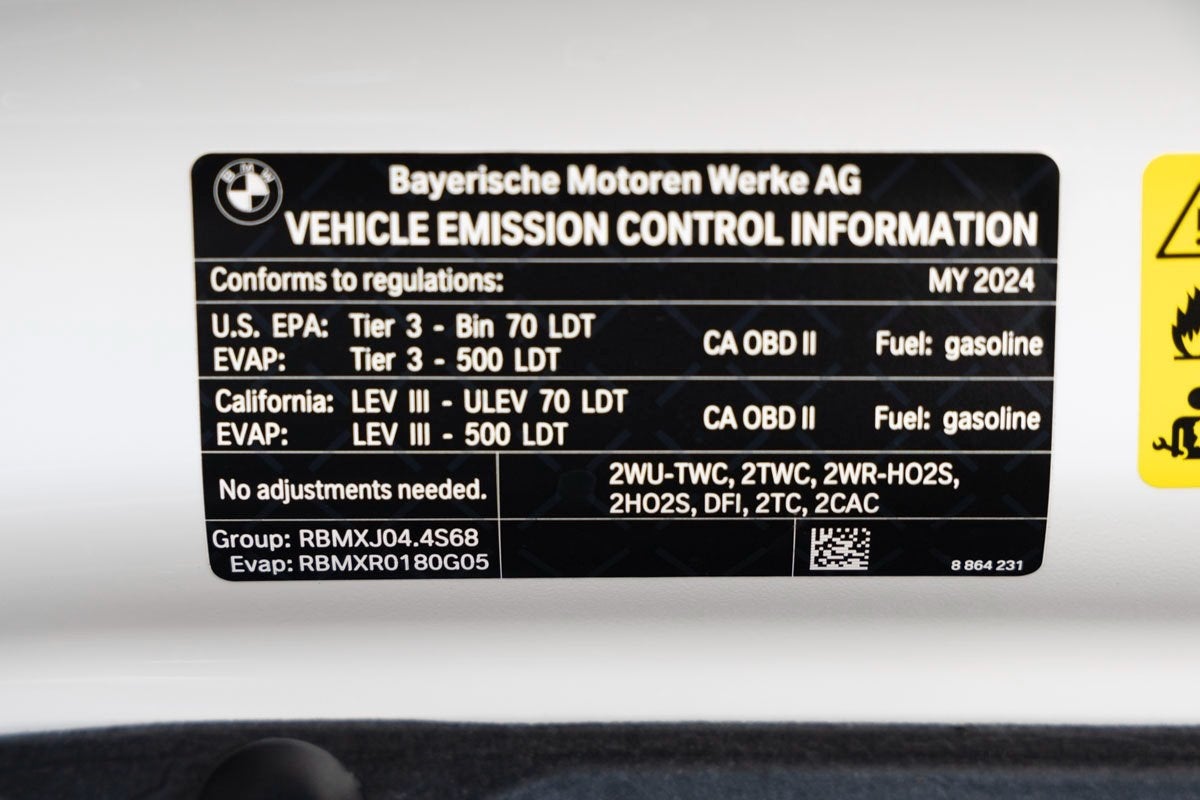 BMW
Bayerische Motoren Werke AG
VEHICLE EMISSION CONTROL INFORMATION
Conforms to regulations: MY 2024
U.S. EPA: Tier 3 - Bin 70 LDT
EVAP: Tier 3 - 500 LDT
CA OBD II Fuel: gasoline
California: LEV III - ULEV 70 LDT
EVAP: LEV III - 500 LDT
CA OBD II Fuel: gasoline
No adjustments needed.
2WU-TWC, 2TWC, 2WR-HO2S,
2HO2S, DFI, 2TC, 2CAC
Group: RBMXJ04.4S68
Evap: RBMXR0180G05
8 864 231